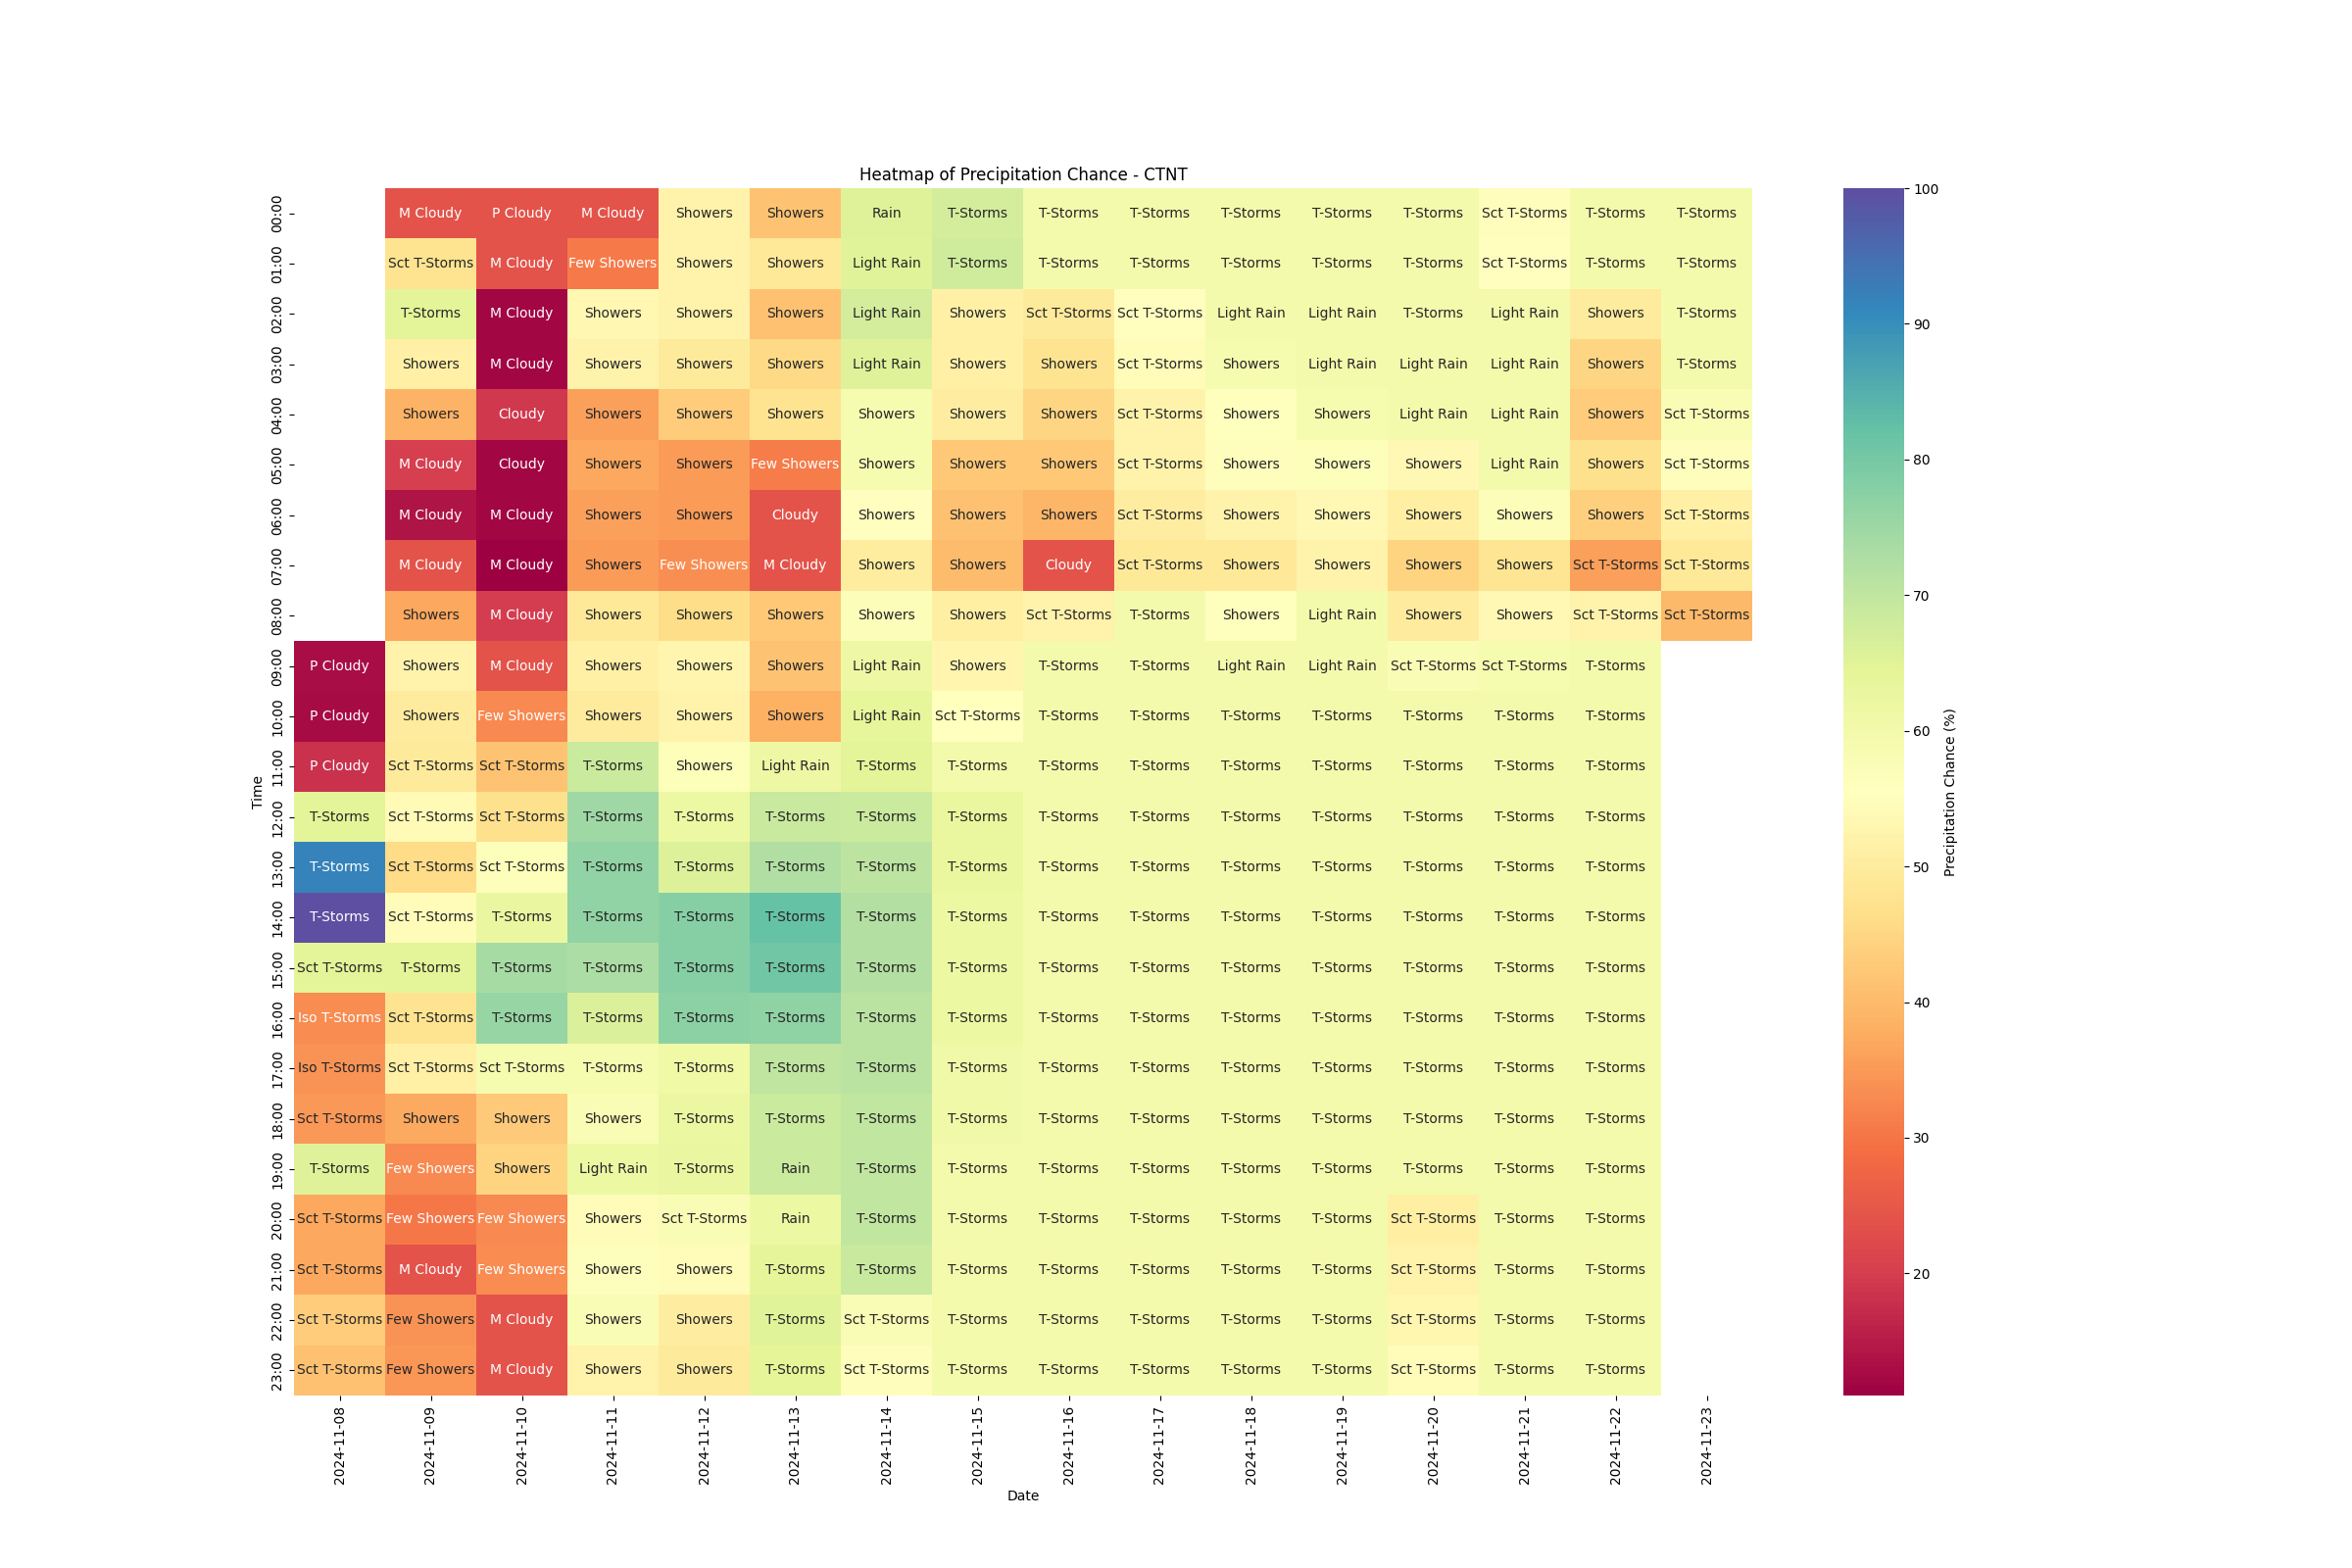 Heatmap of Precipitation Chance - CTNT
00:00 M Cloudy P Cloudy M Cloudy Showers Showers Rain T-Storms T-Storms T-Storms T-Storms T-Storms T-Storms Sct T-Storms T-Storms T-Storms
01:00 Sct T-Storms M Cloudy Few Showers Showers Showers Light Rain T-Storms T-Storms T-Storms T-Storms T-Storms T-Storms Sct T-Storms T-Storms T-Storms
02:00 T-Storms M Cloudy Showers Showers Showers Light Rain Showers Sct T-Storms Sct T-Storms Light Rain Light Rain T-Storms Light Rain Showers T-Storms
03:00 Showers M Cloudy Showers Showers Showers Light Rain Showers Showers Sct T-Storms Showers Light Rain Light Rain Light Rain Showers T-Storms
04:00 Showers Cloudy Showers Showers Showers Showers Showers Showers Sct T-Storms Showers Showers Light Rain Light Rain Showers Sct T-Storms
05:00 M Cloudy Cloudy Showers Showers Few Showers Showers Showers Showers Sct T-Storms Showers Showers Showers Light Rain Showers Sct T-Storms
06:00 M Cloudy M Cloudy Showers Showers Cloudy Showers Showers Showers Sct T-Storms Showers Showers Showers Showers Showers Sct T-Storms
07:00 M Cloudy M Cloudy Showers Few Showers M Cloudy Showers Showers Cloudy Sct T-Storms Showers Showers Showers Showers Sct T-Storms Sct T-Storms
08:00 Showers M Cloudy Showers Showers Showers Showers Showers Sct T-Storms T-Storms Showers Light Rain Showers Showers Sct T-Storms Sct T-Storms
09:00 P Cloudy Showers M Cloudy Showers Showers Showers Light Rain Showers T-Storms T-Storms Light Rain Light Rain Sct T-Storms Sct T-Storms T-Storms
10:00 P Cloudy Showers Few Showers Showers Showers Showers Light Rain Sct T-Storms T-Storms T-Storms T-Storms T-Storms T-Storms T-Storms T-Storms
11:00 P Cloudy Sct T-Storms Sct T-Storms T-Storms Showers Light Rain T-Storms T-Storms T-Storms T-Storms T-Storms T-Storms T-Storms T-Storms T-Storms
12:00 T-Storms Sct T-Storms Sct T-Storms T-Storms T-Storms T-Storms T-Storms T-Storms T-Storms T-Storms T-Storms T-Storms T-Storms T-Storms T-Storms
13:00 T-Storms Sct T-Storms Sct T-Storms T-Storms T-Storms T-Storms T-Storms T-Storms T-Storms T-Storms T-Storms T-Storms T-Storms T-Storms T-Storms
14:00 T-Storms Sct T-Storms T-Storms T-Storms T-Storms T-Storms T-Storms T-Storms T-Storms T-Storms T-Storms T-Storms T-Storms T-Storms T-Storms
15:00 Sct T-Storms T-Storms T-Storms T-Storms T-Storms T-Storms T-Storms T-Storms T-Storms T-Storms T-Storms T-Storms T-Storms T-Storms T-Storms
16:00 Iso T-Storms Sct T-Storms T-Storms T-Storms T-Storms T-Storms T-Storms T-Storms T-Storms T-Storms T-Storms T-Storms T-Storms T-Storms T-Storms
17:00 Iso T-Storms Sct T-Storms Sct T-Storms T-Storms T-Storms T-Storms T-Storms T-Storms T-Storms T-Storms T-Storms T-Storms T-Storms T-Storms T-Storms
18:00 Sct T-Storms Showers Showers Showers T-Storms T-Storms T-Storms T-Storms T-Storms T-Storms T-Storms T-Storms T-Storms T-Storms T-Storms
19:00 T-Storms Few Showers Showers Light Rain T-Storms Rain T-Storms T-Storms T-Storms T-Storms T-Storms T-Storms T-Storms T-Storms T-Storms
20:00 Sct T-Storms Few Showers Few Showers Showers Sct T-Storms Rain T-Storms T-Storms T-Storms T-Storms T-Storms T-Storms Sct T-Storms T-Storms T-Storms
21:00 Sct T-Storms M Cloudy Few Showers Showers Showers T-Storms T-Storms T-Storms T-Storms T-Storms T-Storms T-Storms Sct T-Storms T-Storms T-Storms
22:00 Sct T-Storms Few Showers M Cloudy Showers Showers T-Storms Sct T-Storms T-Storms T-Storms T-Storms T-Storms T-Storms Sct T-Storms T-Storms T-Storms
23:00 Sct T-Storms Few Showers M Cloudy Showers Showers T-Storms Sct T-Storms T-Storms T-Storms T-Storms T-Storms T-Storms Sct T-Storms T-Storms T-Storms
Time
2024-11-08 2024-11-09 2024-11-10 2024-11-11 2024-11-12 2024-11-13 2024-11-14 2024-11-15 2024-11-16 2024-11-17 2024-11-18 2024-11-19 2024-11-20 2024-11-21 2024-11-22 2024-11-23
Date
100
90
80
70
60
50
40
30
20
Precipitation Chance (%)